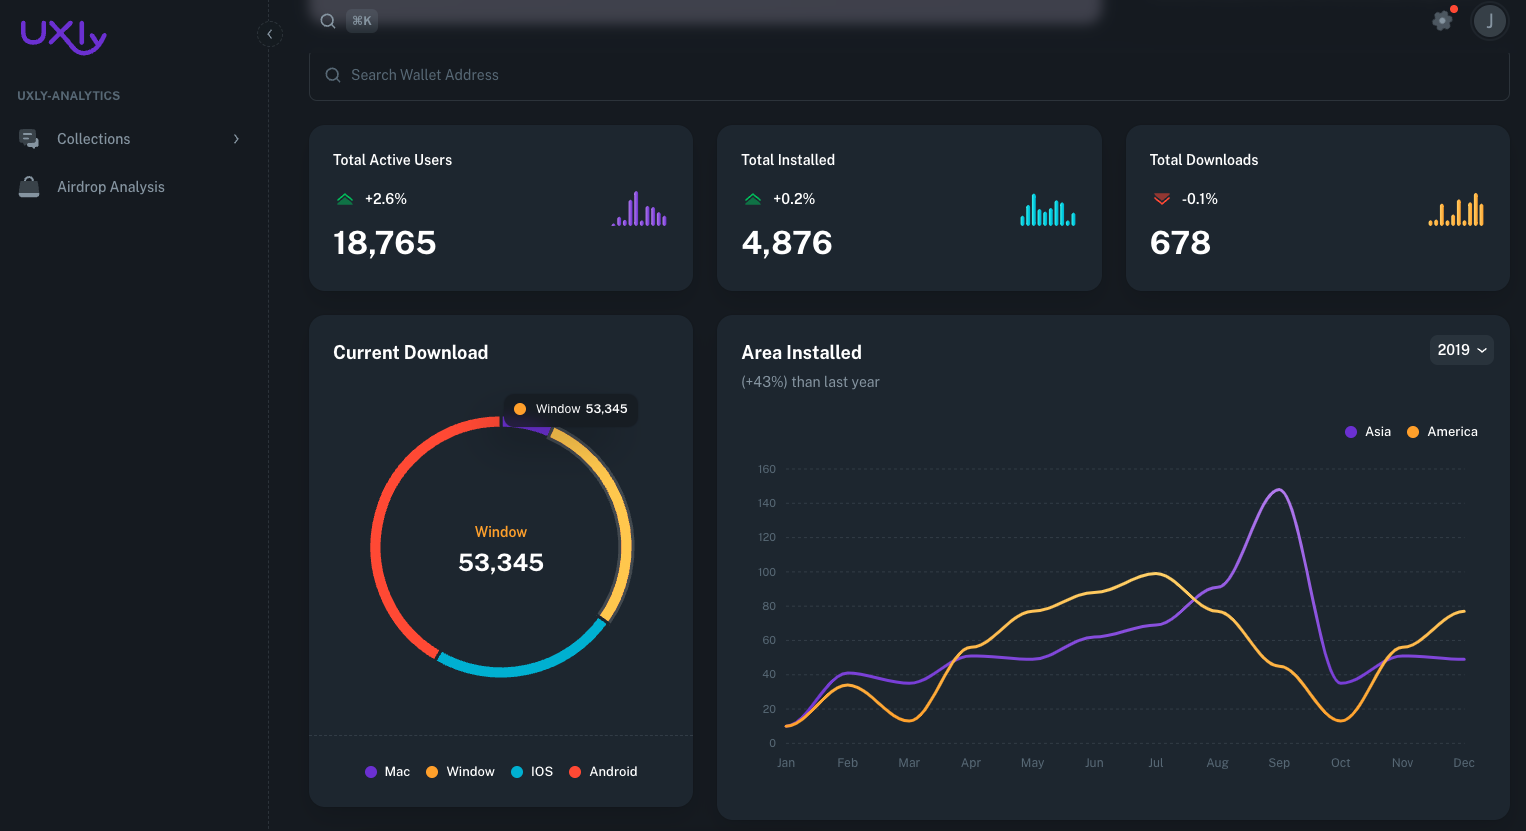 UXLY
⌘K
J
Search Wallet Address
UXLY-ANALYTICS
Collections
Airdrop Analysis
Total Active Users
+2.6%
18,765
Total Installed
+0.2%
4,876
Total Downloads
-0.1%
678
Current Download
Window 53,345
Window
53,345
Mac Window IOS Android
Area Installed
(+43%) than last year
2019
Asia America
160
140
120
100
80
60
40
20
0
Jan Feb Mar Apr May Jun Jul Aug Sep Oct Nov Dec